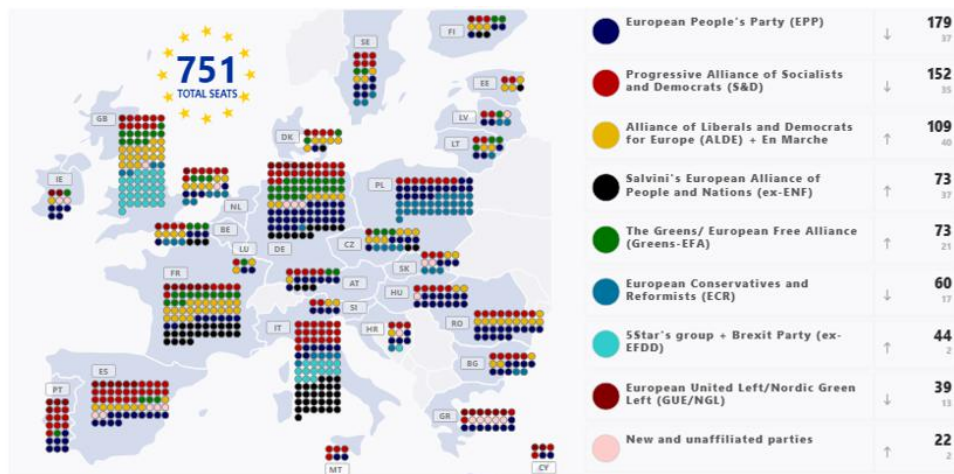 751
TOTAL SEATS
SE
FI
EE
GB
LV
DK
LT
IE
PL
NL
BE
LU
DE
CZ
SK
FR
AT
HU
SI
IT
HR
RO
BG
ES
PT
GR
MT
CY
European People's Party (EPP)
↓
179
37
Progressive Alliance of Socialists
and Democrats (S&D)
↓
152
35
Alliance of Liberals and Democrats
for Europe (ALDE) + En Marche
↑
109
40
Salvini's European Alliance of
People and Nations (ex-ENF)
↑
73
37
The Greens/ European Free Alliance
(Greens-EFA)
↑
73
21
European Conservatives and
Reformists (ECR)
↓
60
17
5Star's group + Brexit Party (ex-
EFDD)
↑
44
2
European United Left/Nordic Green
Left (GUE/NGL)
↓
39
13
New and unaffiliated parties
↑
22
2